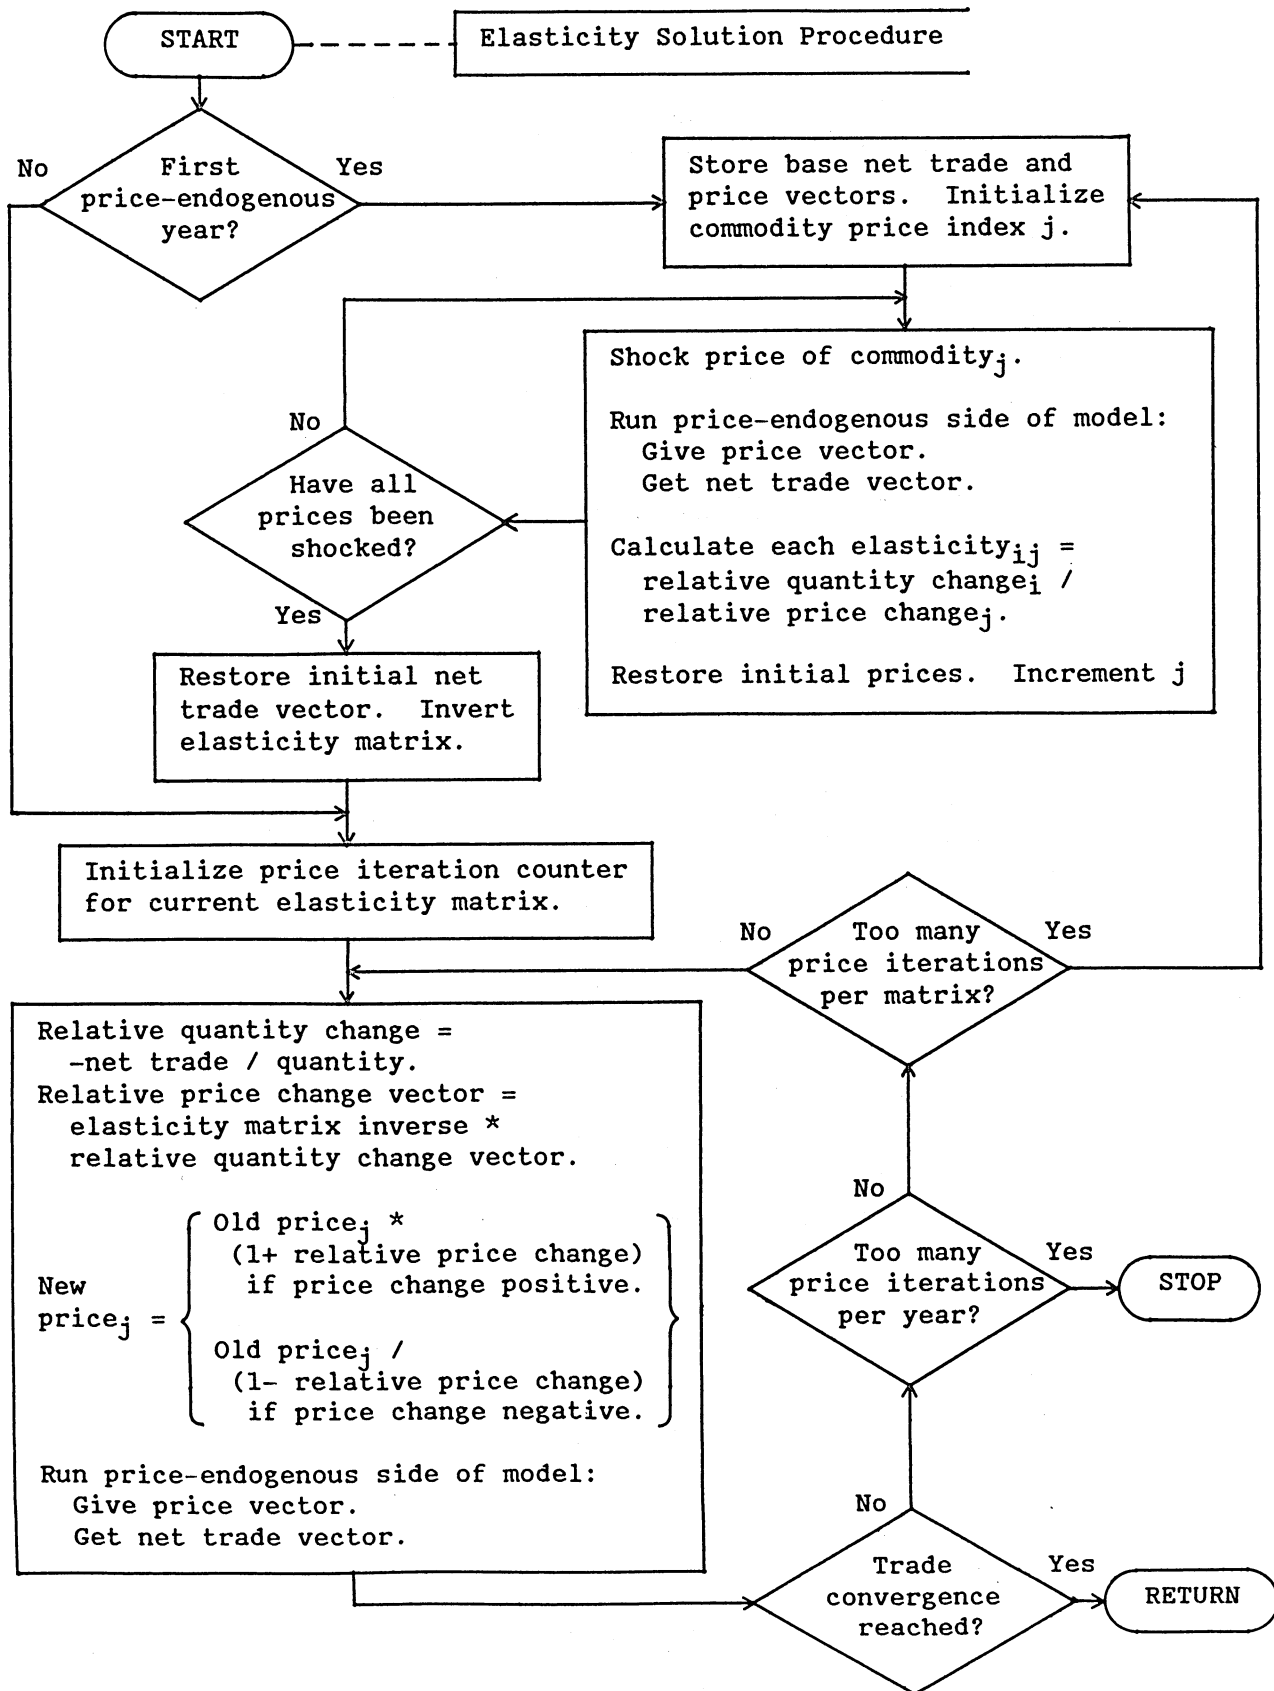 START
Elasticity Solution Procedure
First
price-endogenous
year?
No
Yes
Store base net trade and
price vectors. Initialize
commodity price index j.
Shock price of commodityj.
Run price-endogenous side of model:
Give price vector.
Get net trade vector.
Calculate each elasticityij =
relative quantity changei /
relative price changej.
Restore initial prices. Increment j
No
Have all
prices been
shocked?
Yes
Restore initial net
trade vector. Invert
elasticity matrix.
Initialize price iteration counter
for current elasticity matrix.
Relative quantity change =
-net trade / quantity.
Relative price change vector =
elasticity matrix inverse *
relative quantity change vector.
New
pricej =
Old pricej *
(1+ relative price change)
if price change positive.
Old pricej /
(1- relative price change)
if price change negative.
Run price-endogenous side of model:
Give price vector.
Get net trade vector.
Trade
convergence
reached?
Yes
RETURN
No
Too many
price iterations
per year?
Yes
STOP
No
Too many
price iterations
per matrix?
No
Yes